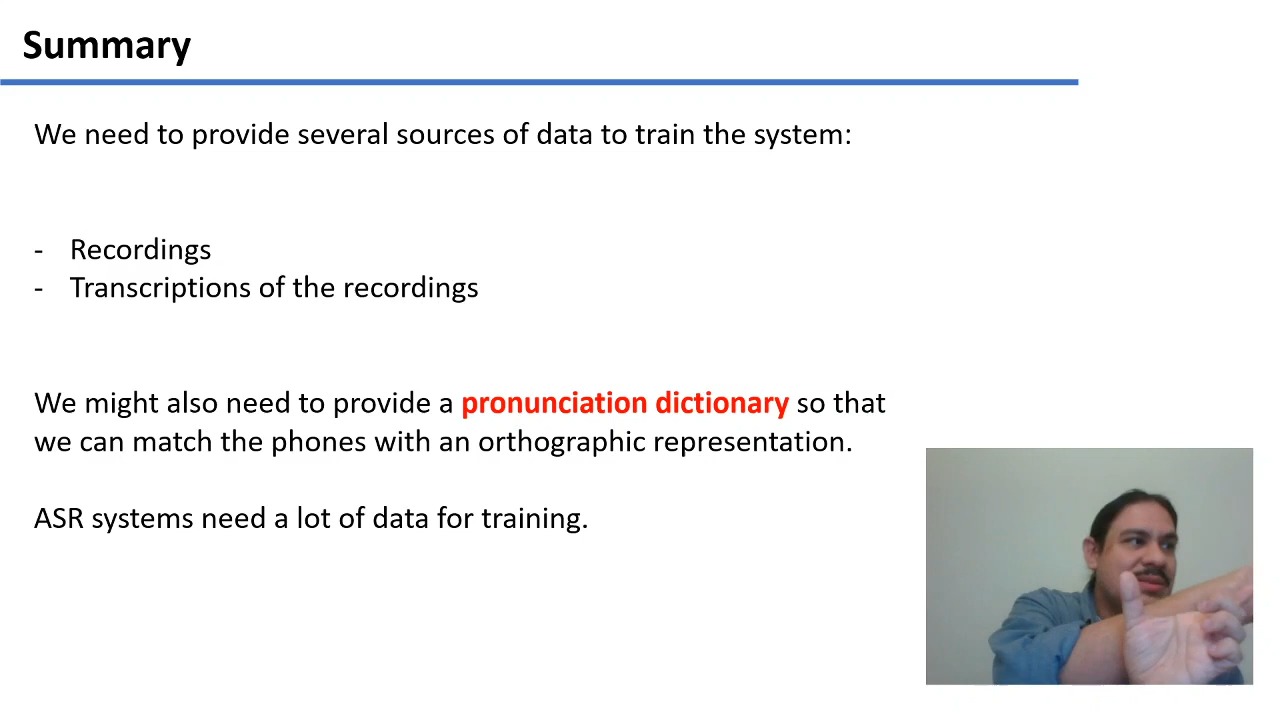 Summary
We need to provide several sources of data to train the system:
- Recordings
- Transcriptions of the recordings
We might also need to provide a pronunciation dictionary so that
we can match the phones with an orthographic representation.
ASR systems need a lot of data for training.